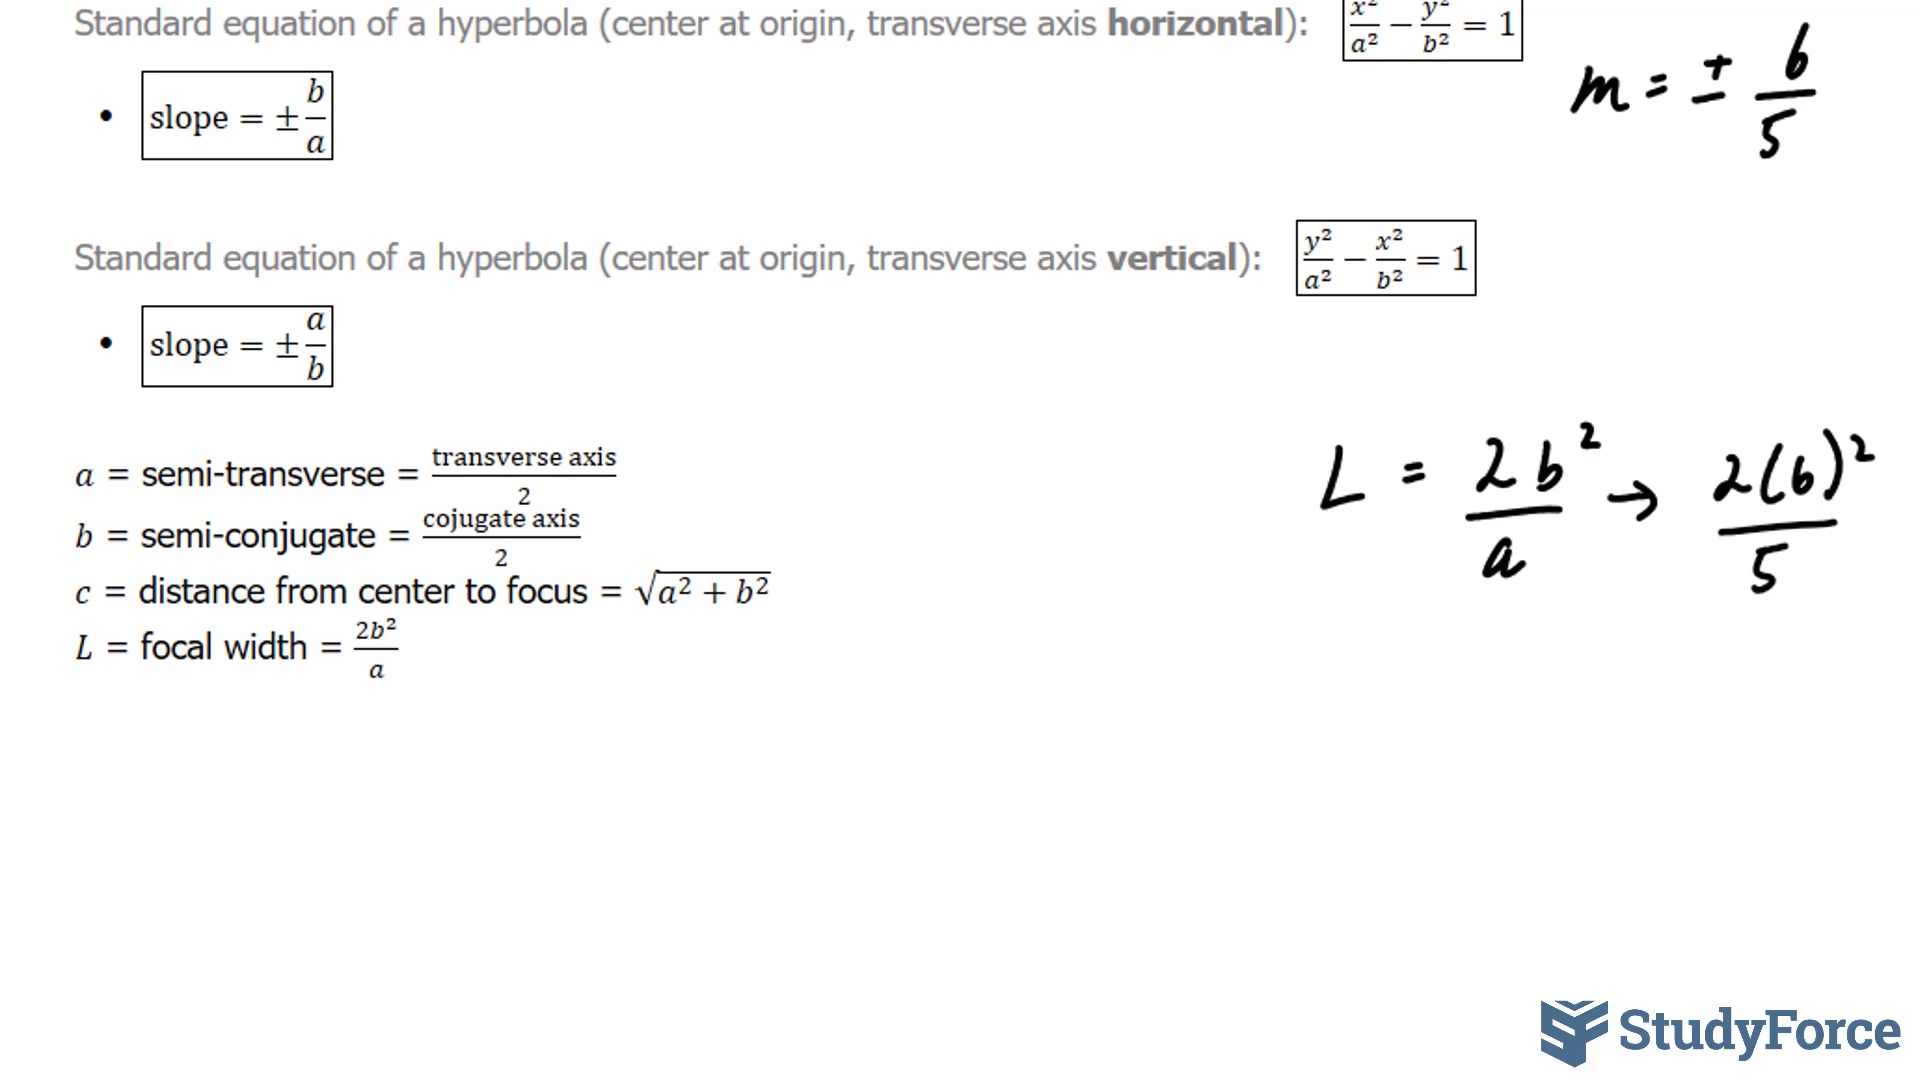 Standard equation of a hyperbola (center at origin, transverse axis horizontal): x²/a² − y²/b² = 1
m = ± 6/5
• slope = ± b/a
Standard equation of a hyperbola (center at origin, transverse axis vertical): y²/a² − x²/b² = 1
• slope = ± a/b
a = semi-transverse = transverse axis/2
b = semi-conjugate = cojugate axis/2
c = distance from center to focus = √(a² + b²)
L = focal width = 2b²/a
L = 2b²/a → 2(6)²/5
StudyForce